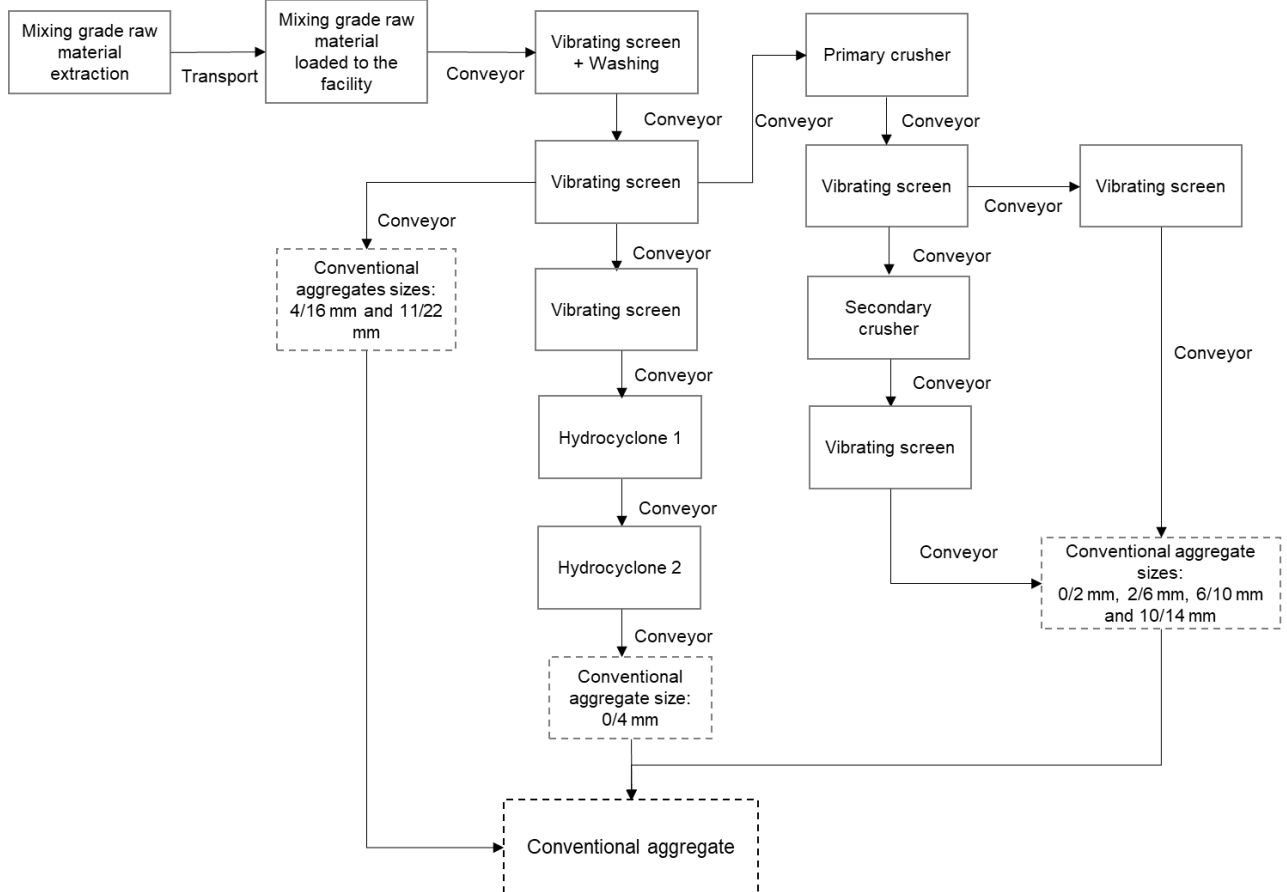 Mixing grade raw
material
extraction
Transport
Mixing grade raw
material
loaded to the
facility
Conveyor
Vibrating screen
+ Washing
Conveyor
Vibrating screen
Conveyor
Conventional
aggregates sizes:
4/16 mm and 11/22
mm
Conveyor
Vibrating screen
Conveyor
Hydrocyclone 1
Conveyor
Hydrocyclone 2
Conveyor
Conventional
aggregate size:
0/4 mm
Conveyor
Primary crusher
Conveyor
Vibrating screen
Conveyor
Vibrating screen
Conveyor
Conveyor
Secondary
crusher
Conveyor
Vibrating screen
Conveyor
Conventional aggregate
sizes:
0/2 mm, 2/6 mm, 6/10 mm
and 10/14 mm
Conventional aggregate